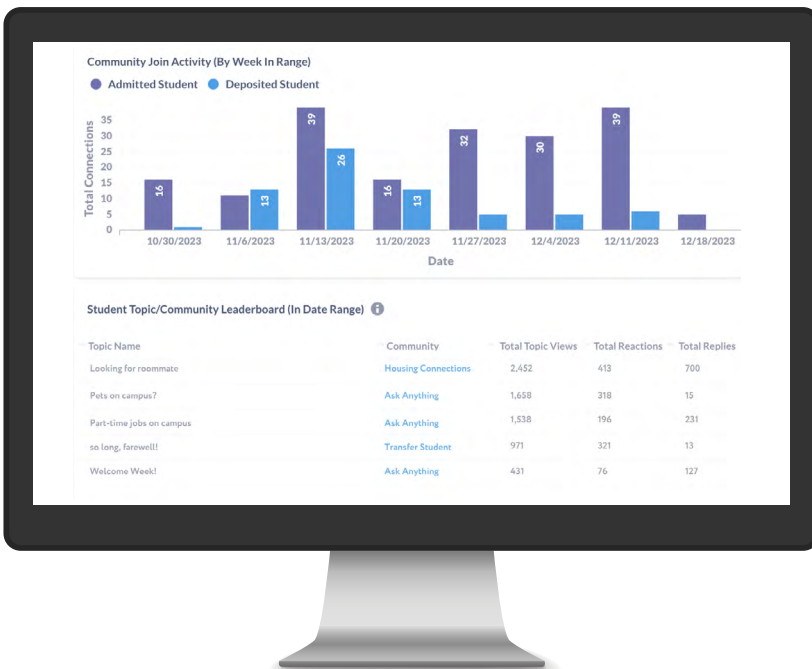 Community Join Activity (By Week In Range)
Admitted Student Deposited Student
Total Connections
35
30
25
20
15
10
5
0
16
13
39
26
16
13
32
30
39
10/30/2023 11/6/2023 11/13/2023 11/20/2023 11/27/2023 12/4/2023 12/11/2023 12/18/2023
Date
Student Topic/Community Leaderboard (In Date Range) i
Topic Name Community Total Topic Views Total Reactions Total Replies
Looking for roommate Housing Connections 2,452 413 700
Pets on campus? Ask Anything 1,658 318 15
Part-time jobs on campus Ask Anything 1,538 196 231
so long, farewell! Transfer Student 971 321 13
Welcome Week! Ask Anything 431 76 127